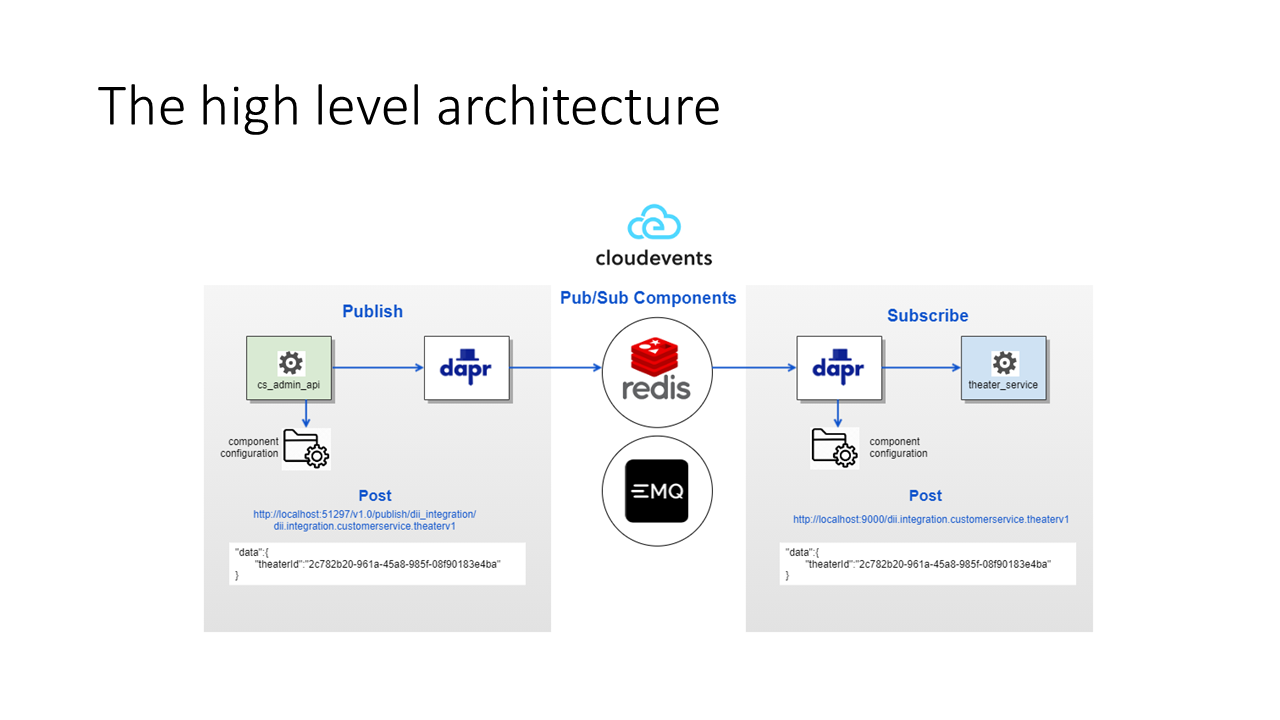 The high level architecture
cloudevents
Publish
cs_admin_api
dapr
component
configuration
Post
http://localhost:51297/v1.0/publish/dii_integration/
dii.integration.customerservice.theaterv1
"data":{
"theaterId":"2c782b20-961a-45a8-985f-08f90183e4ba"
}
Pub/Sub Components
redis
EMQ
Subscribe
dapr
theater_service
component
configuration
Post
http://localhost:9000/dii.integration.customerservice.theaterv1
"data":{
"theaterId":"2c782b20-961a-45a8-985f-08f90183e4ba"
}